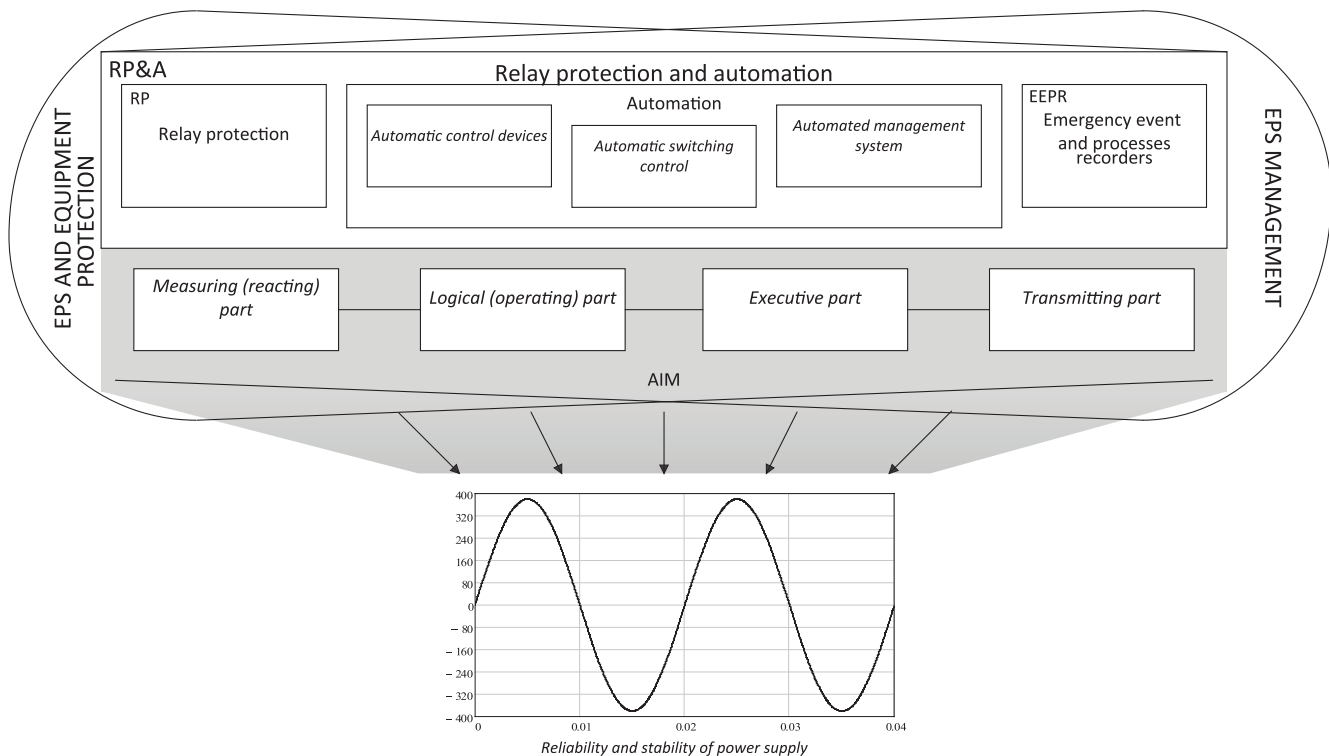 RP&A
Relay protection and automation
RP
Relay protection
Automation
Automatic control devices
Automatic switching
control
Automated management
system
EEPR
Emergency event
and processes
recorders
EPS AND EQUIPMENT
PROTECTION
EPS MANAGEMENT
Measuring (reacting)
part
Logical (operating) part
Executive part
Transmitting part
AIM
400
320
240
160
80
0
− 80
− 160
− 240
− 320
− 400
0
0.01
0.02
0.03
0.04
Reliability and stability of power supply